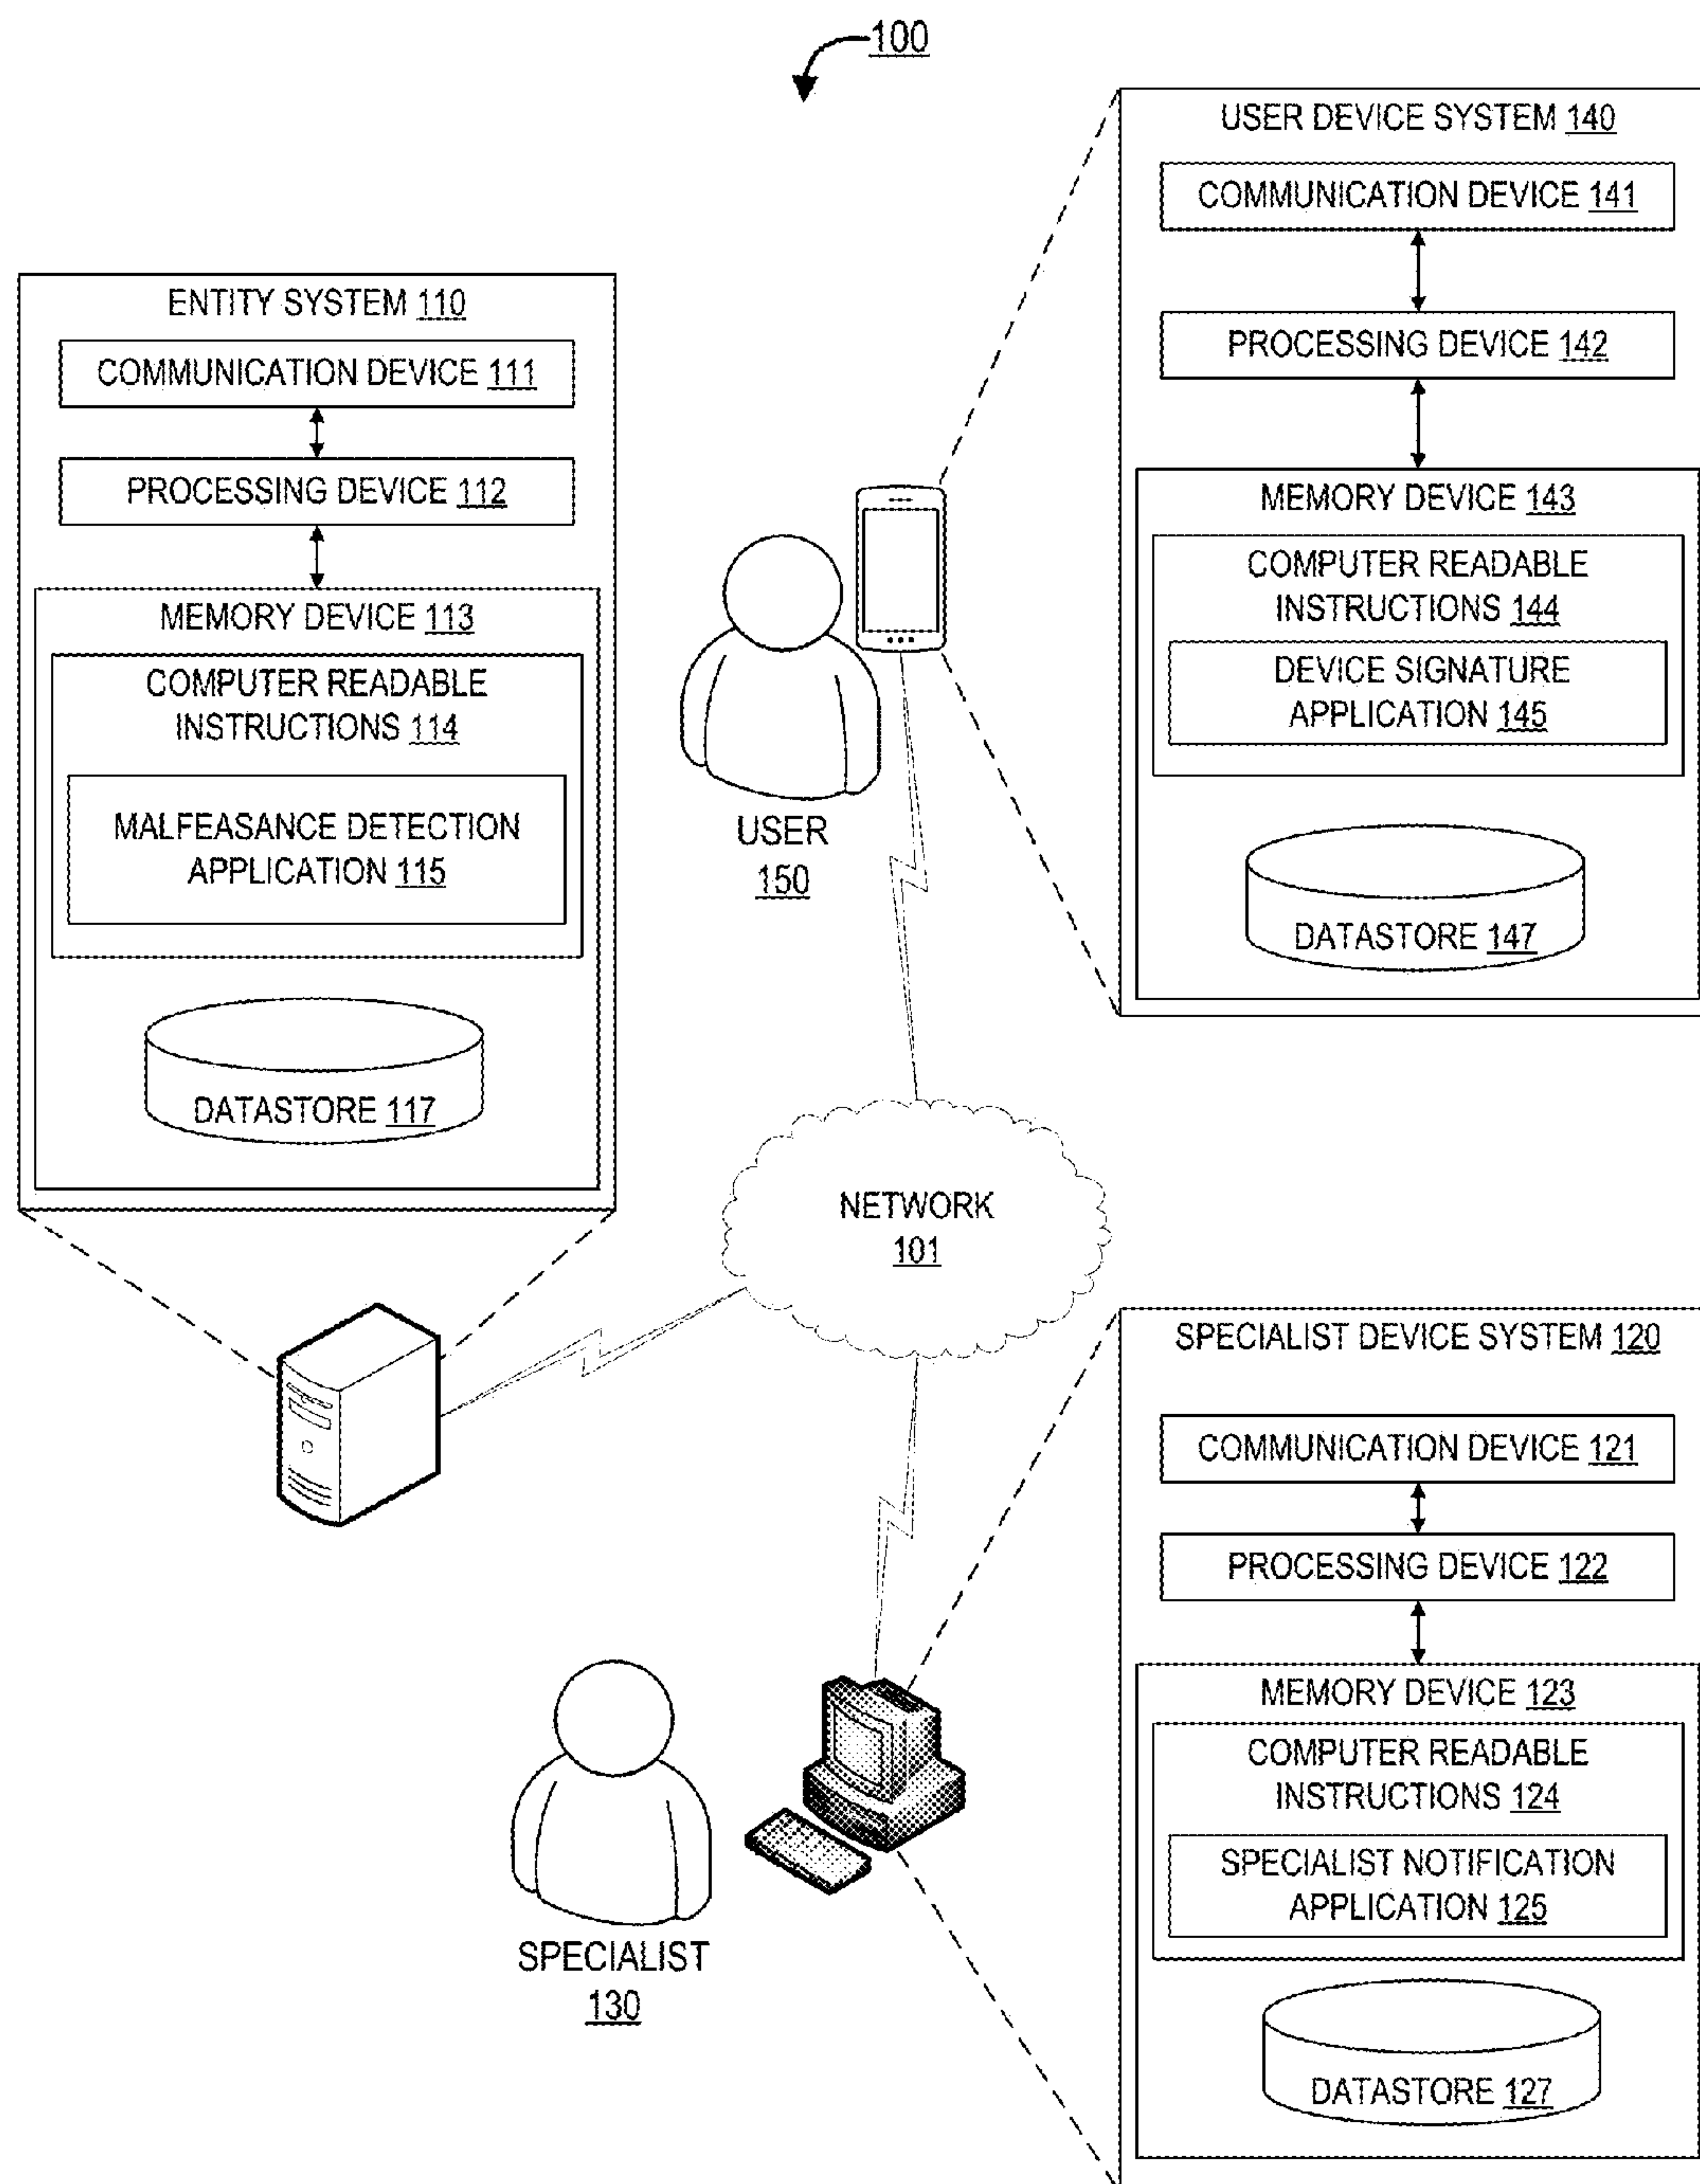 100
USER DEVICE SYSTEM 140
COMMUNICATION DEVICE 141
PROCESSING DEVICE 142
MEMORY DEVICE 143
COMPUTER READABLE
INSTRUCTIONS 144
DEVICE SIGNATURE
APPLICATION 145
DATASTORE 147
ENTITY SYSTEM 110
COMMUNICATION DEVICE 111
PROCESSING DEVICE 112
MEMORY DEVICE 113
COMPUTER READABLE
INSTRUCTIONS 114
MALFEASANCE DETECTION
APPLICATION 115
DATASTORE 117
USER
150
NETWORK
101
SPECIALIST DEVICE SYSTEM 120
COMMUNICATION DEVICE 121
PROCESSING DEVICE 122
MEMORY DEVICE 123
COMPUTER READABLE
INSTRUCTIONS 124
SPECIALIST NOTIFICATION
APPLICATION 125
DATASTORE 127
SPECIALIST
130